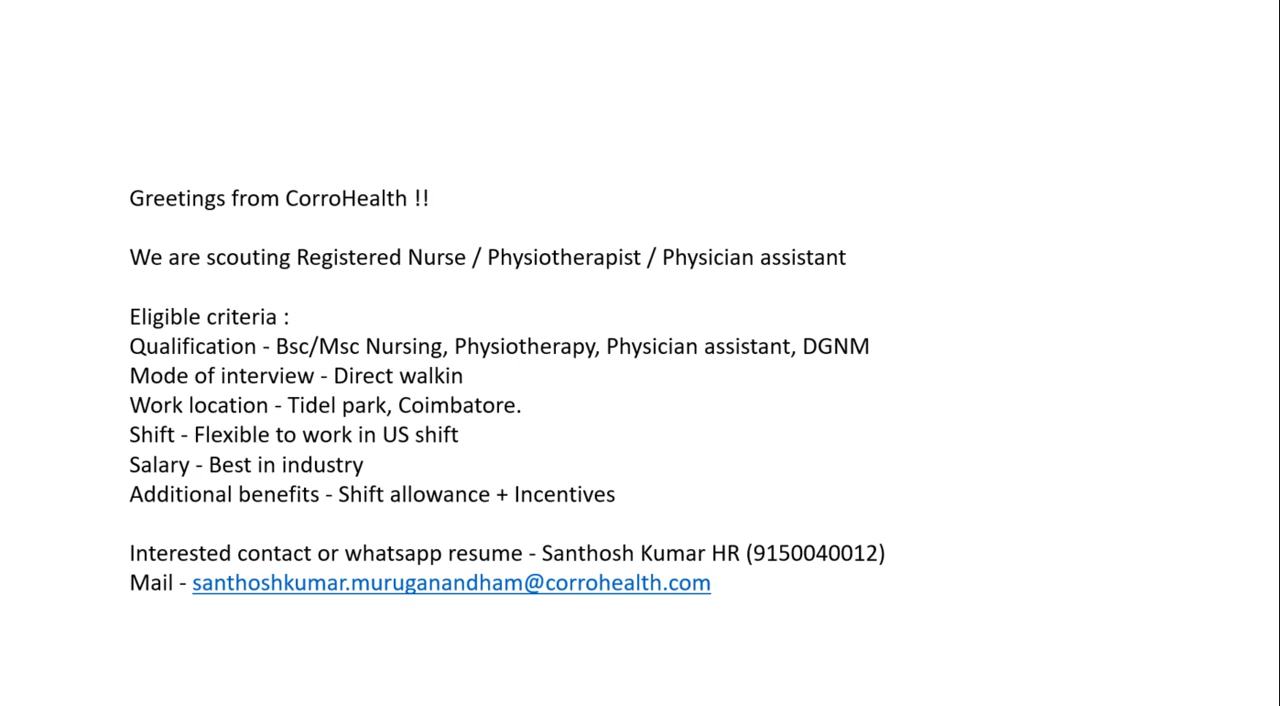 Greetings from CorroHealth !!
We are scouting Registered Nurse / Physiotherapist / Physician assistant
Eligible criteria :
Qualification - Bsc/Msc Nursing, Physiotherapy, Physician assistant, DGNM
Mode of interview - Direct walkin
Work location - Tidel park, Coimbatore.
Shift - Flexible to work in US shift
Salary - Best in industry
Additional benefits - Shift allowance + Incentives
Interested contact or whatsapp resume - Santhosh Kumar HR (9150040012)
Mail - santhoshkumar.muruganandham@corrohealth.com